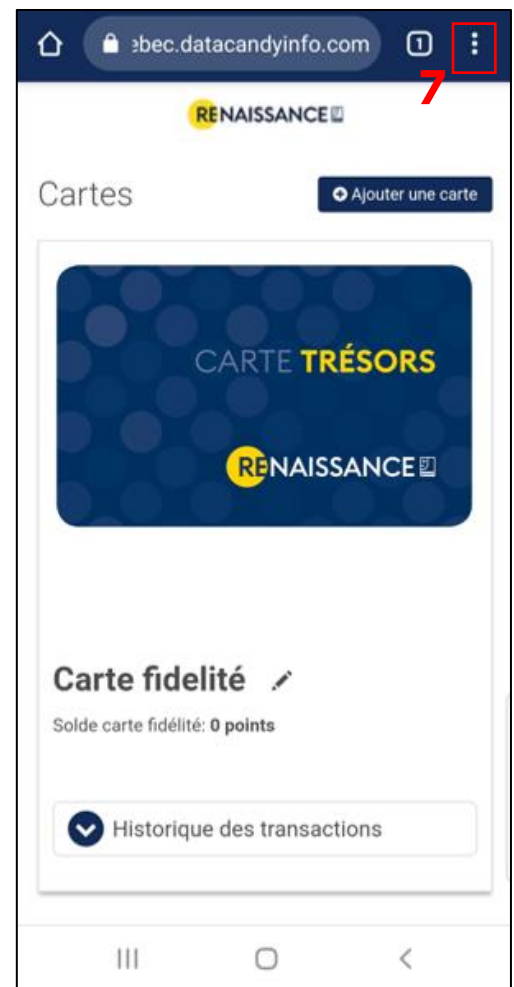 ebec.datacandyinfo.com 1
7
RENAISSANCE
Cartes
Ajouter une carte
CARTE TRÉSORS
RENAISSANCE
Carte fidelité
Solde carte fidélité: 0 points
Historique des transactions